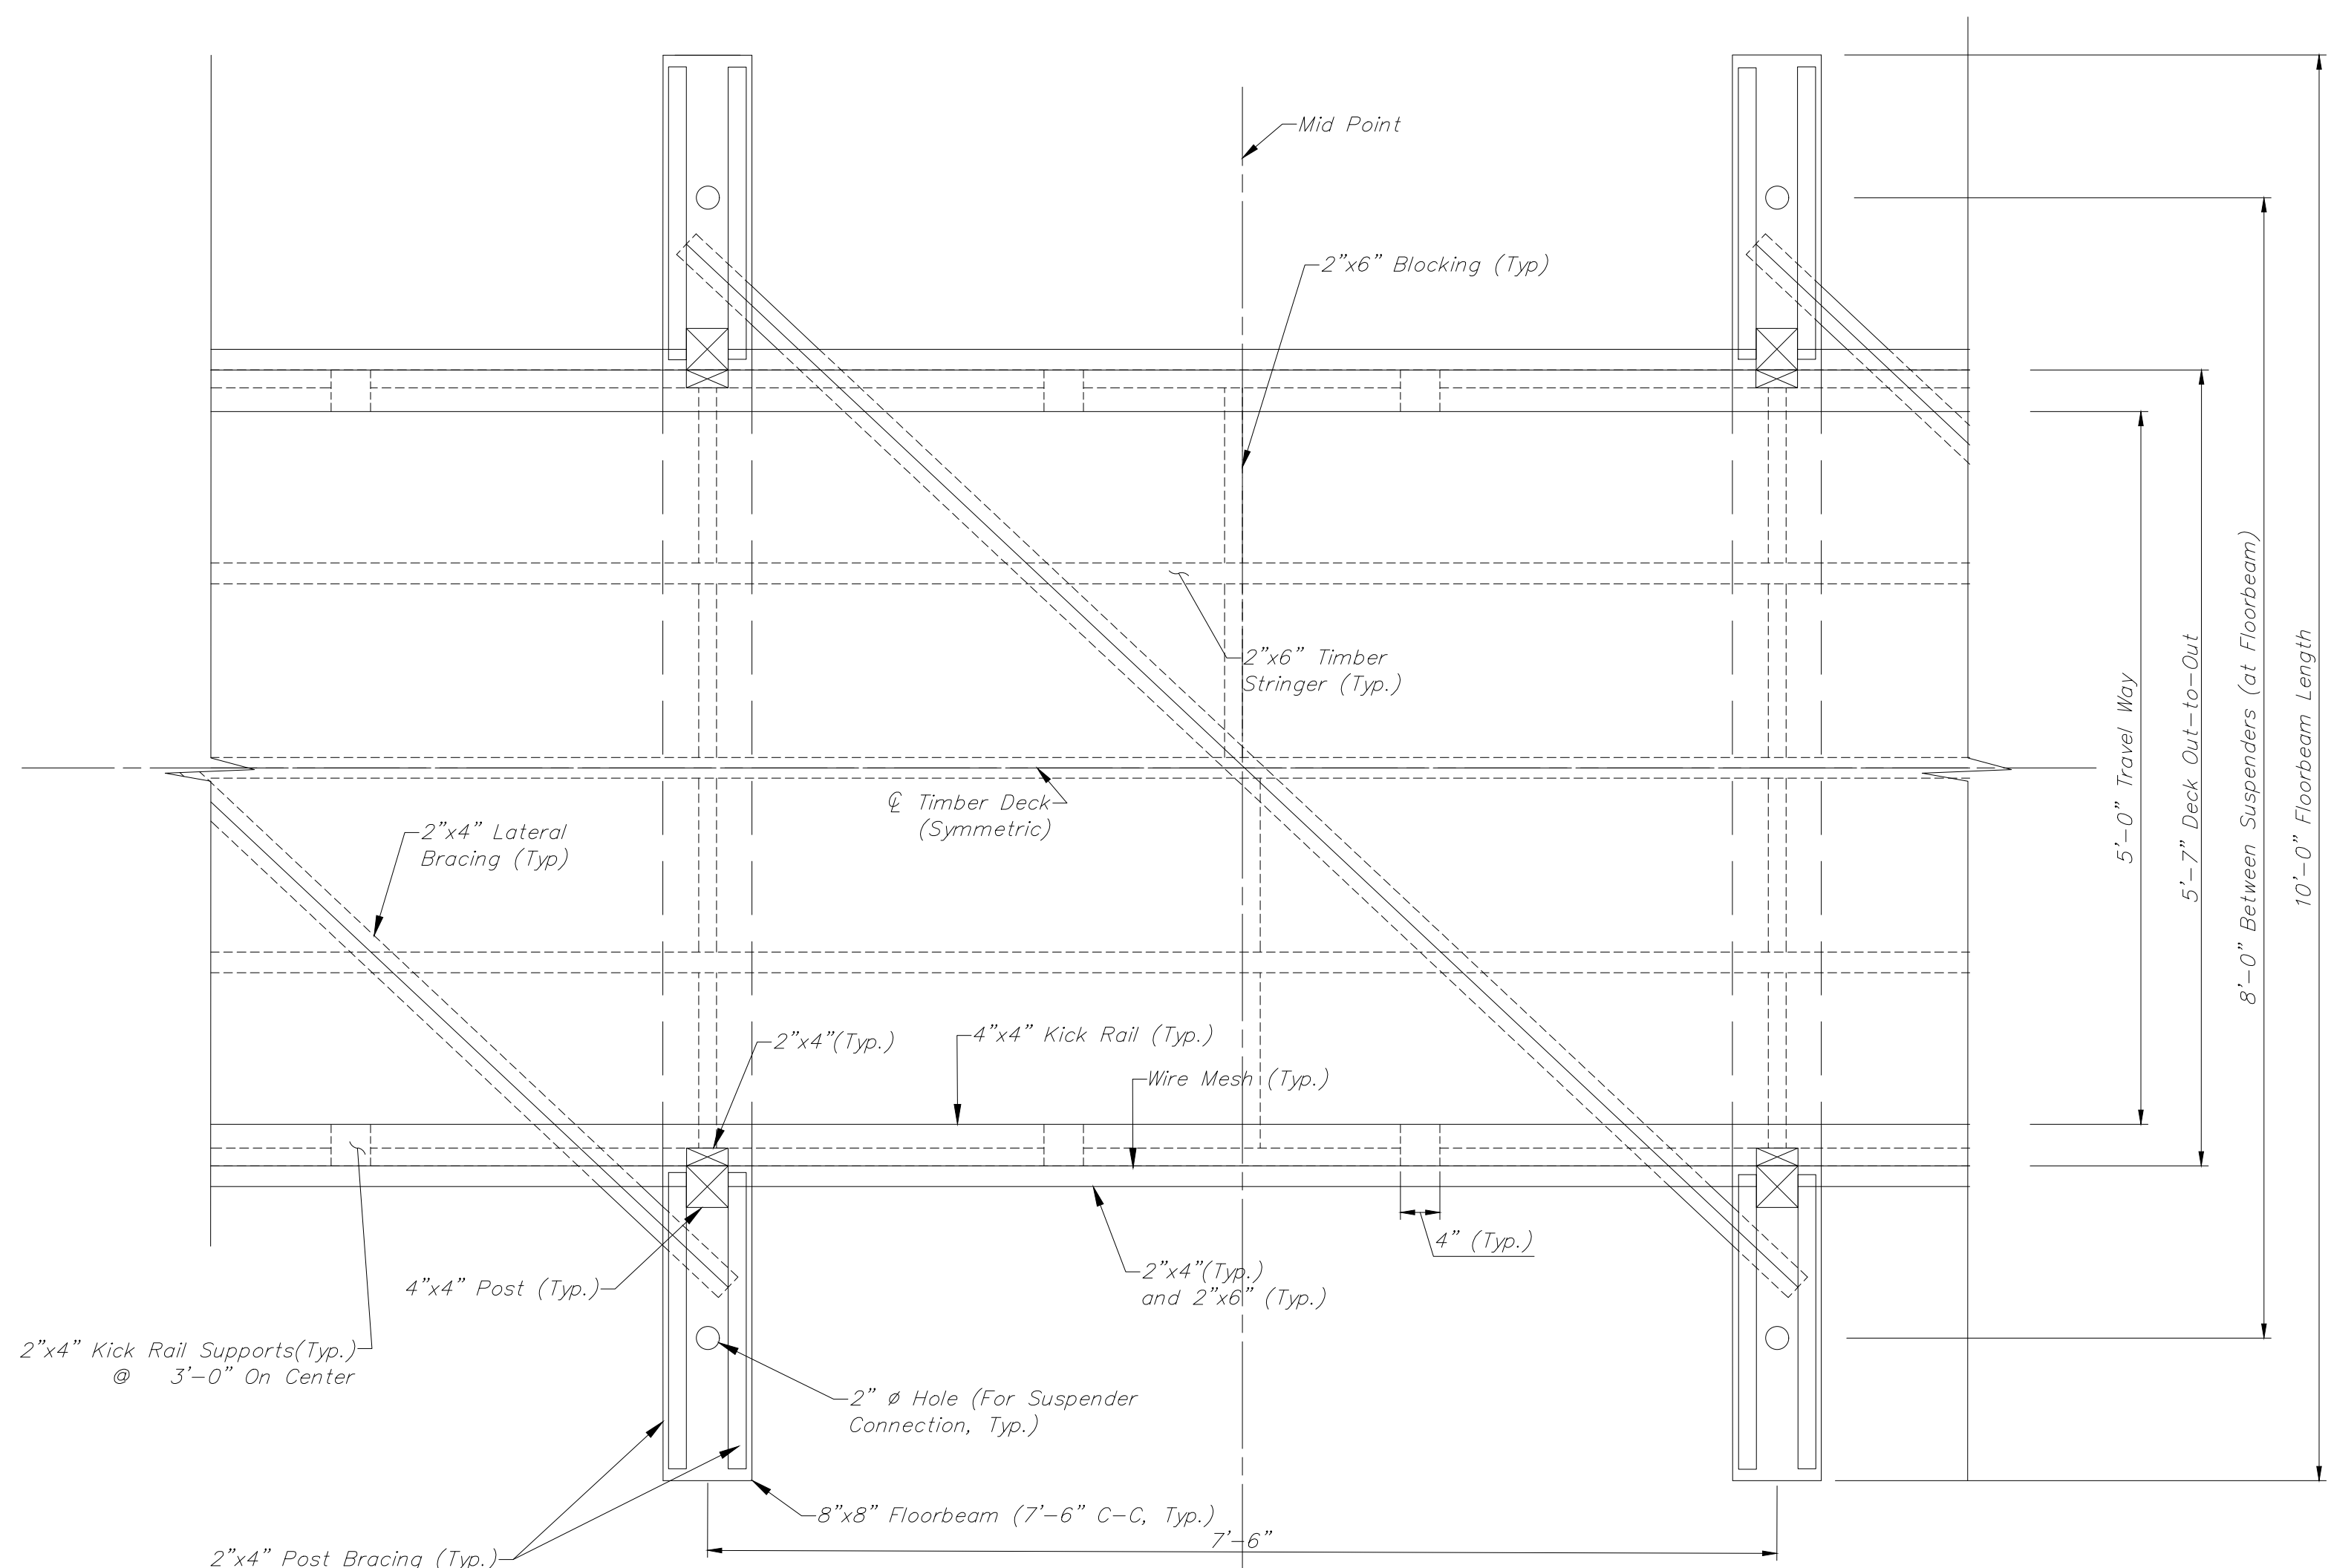 Mid Point
2"x6" Blocking (Typ)
2"x6" Timber
Stringer (Typ.)
℄ Timber Deck
(Symmetric)
2"x4" Lateral
Bracing (Typ)
2"x4"(Typ.)
4"x4" Kick Rail (Typ.)
Wire Mesh (Typ.)
4" (Typ.)
2"x4"(Typ.)
and 2"x6" (Typ.)
4"x4" Post (Typ.)
2"x4" Kick Rail Supports(Typ.)
@ 3'-0" On Center
2" ø Hole (For Suspender
Connection, Typ.)
8"x8" Floorbeam (7'-6" C-C, Typ.)
7'-6"
2"x4" Post Bracing (Typ.)
5'-0" Travel Way
5'-7" Deck Out-to-Out
8'-0" Between Suspenders (at Floorbeam)
10'-0" Floorbeam Length